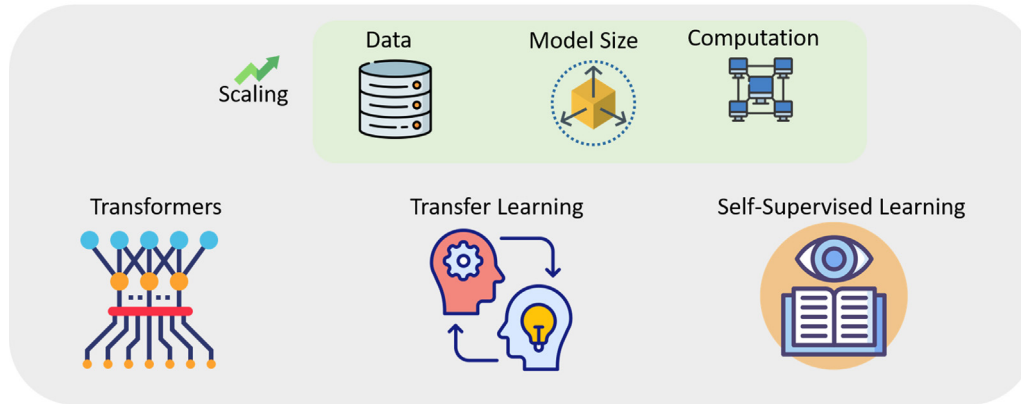 Data
Model Size
Computation
Scaling
Transformers
Transfer Learning
Self-Supervised Learning